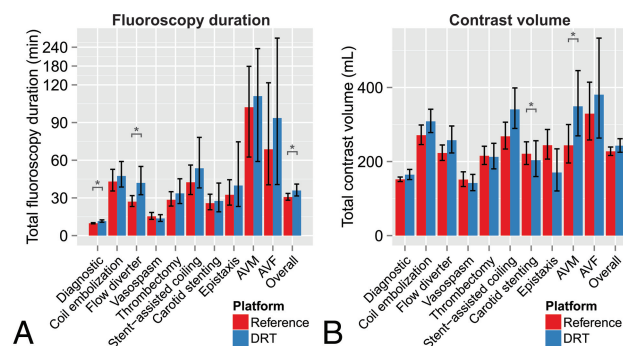 Fluoroscopy duration
Total fluoroscopy duration (min)
240
180
120
90
60
30
0
*
*
*
Diagnostic
Coil embolization
Flow diverter
Vasospasm
Thrombectomy
Stent-assisted coiling
Carotid stenting
Epistaxis
AVM
AVF
Overall
Platform
Reference
DRT
A
Contrast volume
Total contrast volume (mL)
400
200
0
*
*
Diagnostic
Coil embolization
Flow diverter
Vasospasm
Thrombectomy
Stent-assisted coiling
Carotid stenting
Epistaxis
AVM
AVF
Overall
Platform
Reference
DRT
B